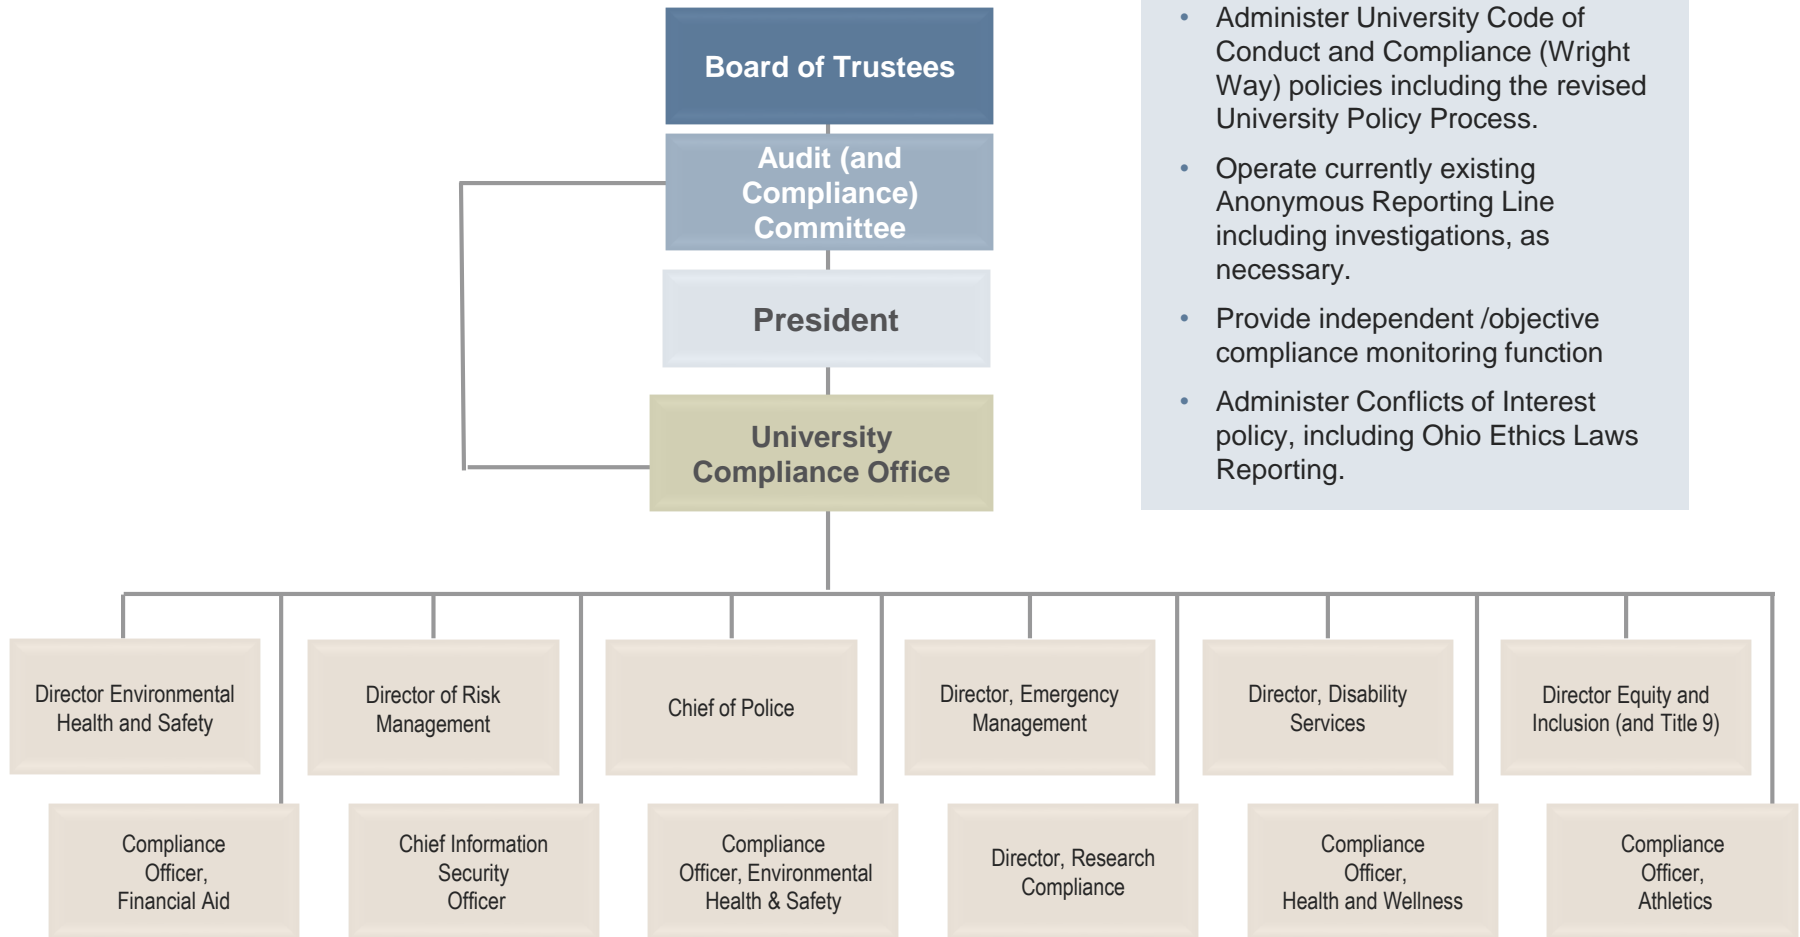 Board of Trustees
Audit (and
Compliance)
Committee
President
University
Compliance Office
• Administer University Code of
Conduct and Compliance (Wright
Way) policies including the revised
University Policy Process.
• Operate currently existing
Anonymous Reporting Line
including investigations, as
necessary.
• Provide independent /objective
compliance monitoring function
• Administer Conflicts of Interest
policy, including Ohio Ethics Laws
Reporting.
Director Environmental
Health and Safety
Director of Risk
Management
Chief of Police
Director, Emergency
Management
Director, Disability
Services
Director Equity and
Inclusion (and Title 9)
Compliance
Officer,
Financial Aid
Chief Information
Security
Officer
Compliance
Officer, Environmental
Health & Safety
Director, Research
Compliance
Compliance
Officer,
Health and Wellness
Compliance
Officer,
Athletics